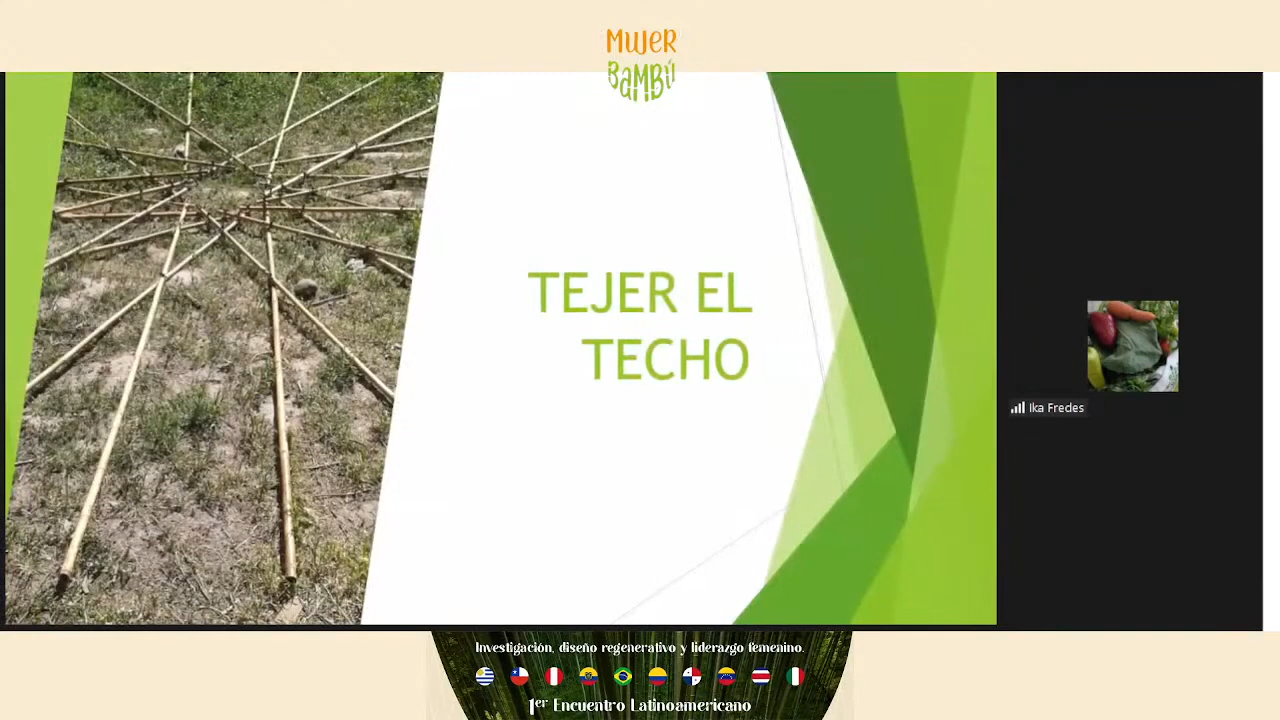 MUJER
BAMBÚ
TEJER EL
TECHO
Ika Fredes
Investigación, diseño regenerativo y liderazgo femenino.
1er Encuentro Latinoamericano